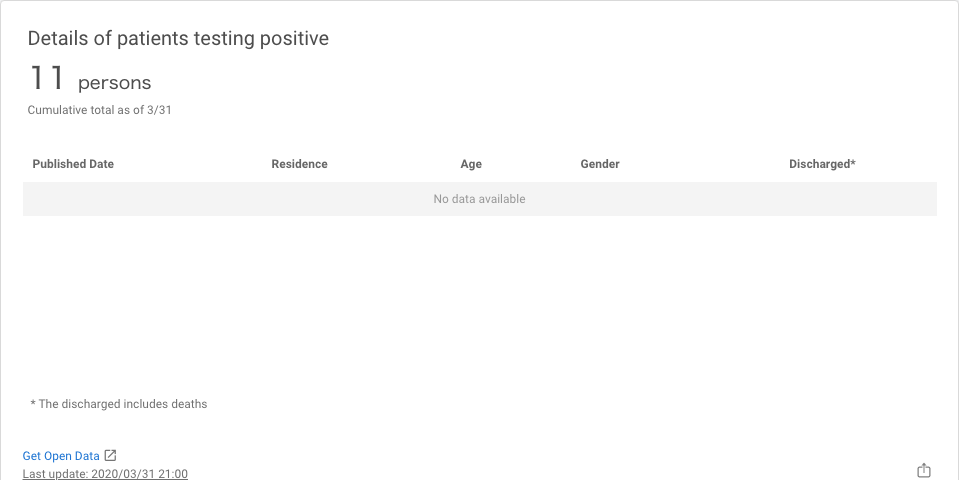 Details of patients testing positive
11 persons
Cumulative total as of 3/31
Published Date Residence Age Gender Discharged*
No data available
* The discharged includes deaths
Get Open Data
Last update: 2020/03/31 21:00